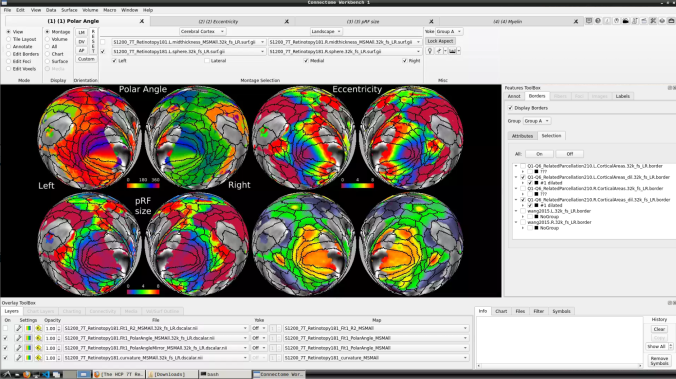 Connectome Workbench 1
File Edit View Data Surface Volume Macro Window Help
(1) (1) Polar Angle
(2) (2) Eccentricity
(3) (3) pRF size
(4) (4) Myelin
View
Tile Layout
Annotate
Edit Borders
Edit Foci
Edit Voxels
Mode
Montage
Volume
All
Chart
Surface
Display
LM
DV
AP
Custom
Orientation
RESET
Cerebral Cortex
Landscape
S1200_7T_Retinotopy181.L.midthickness_MSMAll.32k_fs_LR.surf.gii
S1200_7T_Retinotopy181.R.midthickness_MSMAll.32k_fs_LR.surf.gii
S1200_7T_Retinotopy181.L.sphere.32k_fs_LR.surf.gii
S1200_7T_Retinotopy181.R.sphere.32k_fs_LR.surf.gii
Left
Lateral
Medial
Right
Montage Selection
Yoke Group A
Lock Aspect
Misc
Polar Angle
Eccentricity
Left
Right
0 180 360
0 4 8
pRF
size
0 4 8
Features ToolBox
Annot
Borders
Labels
Display Borders
Group Group A
Attributes
Selection
All: On Off
Q1-Q6_RelatedParcellation210.L.CorticalAreas.32k_fs_LR.border
???
Q1-Q6_RelatedParcellation210.L.CorticalAreas_dil.32k_fs_LR.border
#1 dilated
Q1-Q6_RelatedParcellation210.R.CorticalAreas.32k_fs_LR.border
???
Q1-Q6_RelatedParcellation210.R.CorticalAreas_dil.32k_fs_LR.border
#1 dilated
wang2015.L.32k_fs_LR.border
NoGroup
wang2015.R.32k_fs_LR.border
NoGroup
Overlay ToolBox
Layers
On Settings Opacity File Yoke Map
1.00 S1200_7T_Retinotopy181.Fit1_R2_MSMAll.32k_fs_LR.dscalar.nii Off S1200_7T_Retinotopy181_Fit1_R2_MSMAll
1.00 S1200_7T_Retinotopy181.Fit1_PolarAngle_MSMAll.32k_fs_LR.dscalar.nii Off S1200_7T_Retinotopy181_Fit1_PolarAngle_MSMAll
1.00 S1200_7T_Retinotopy181.Fit1_PolarAngleMirror_MSMAll.32k_fs_LR.dscalar.nii Off S1200_7T_Retinotopy181_Fit1_PolarAngle_MSMAll
1.00 S1200_7T_Retinotopy181.curvature_MSMAll.32k_fs_LR.dscalar.nii S1200_7T_Retinotopy181_curvature_MSMAll
Info
Chart
Files
Filter
Symbols
History
Clear
Show All
Remove
Symbols
[The HCP 7T Re...
[Downloads]
bash
Connectome Wor...